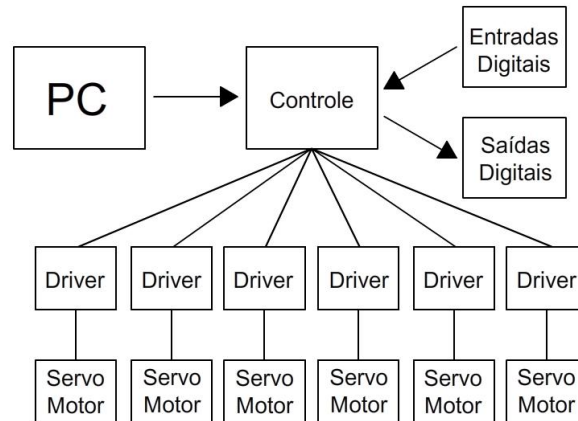 PC
Controle
Entradas
Digitais
Saídas
Digitais
Driver
Driver
Driver
Driver
Driver
Driver
Servo
Motor
Servo
Motor
Servo
Motor
Servo
Motor
Servo
Motor
Servo
Motor